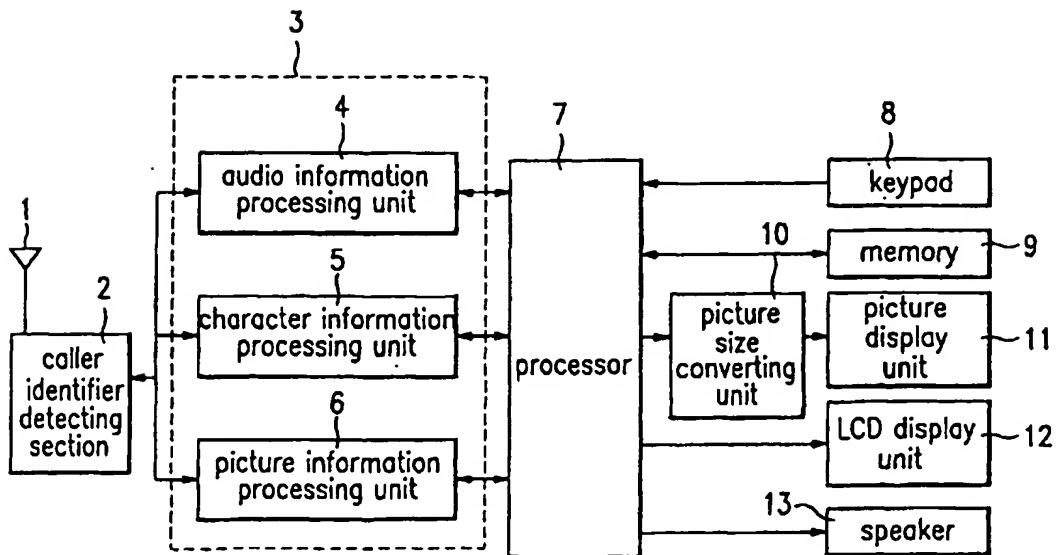 3
4
audio information
processing unit
1
2
caller
identifier
detecting
section
5
character information
processing unit
6
picture information
processing unit
7
processor
8
keypad
memory
9
10
picture
size
converting
unit
picture
display
unit
11
LCD display
unit
12
13
speaker